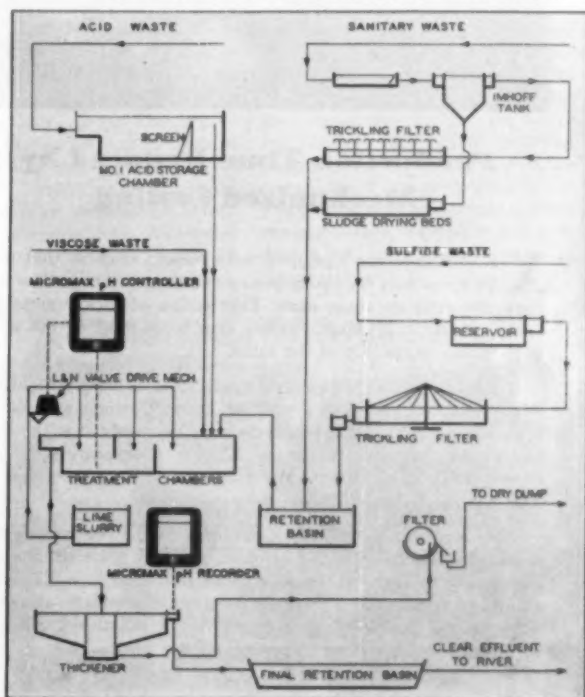 ACID WASTE
SANITARY WASTE
IMHOFF
TANK
SCREEN
NO. 1 ACID STORAGE
CHAMBER
TRICKLING FILTER
SLUDGE DRYING BEDS
VISCOSE WASTE
SULFIDE WASTE
MICROMAX pH CONTROLLER
RESERVOIR
L&N VALVE DRIVE MECH.
TRICKLING FILTER
TREATMENT CHAMBERS
TO DRY DUMP
LIME
SLURRY
RETENTION
BASIN
FILTER
MICROMAX pH RECORDER
THICKENER
FINAL RETENTION BASIN
CLEAR EFFLUENT
TO RIVER